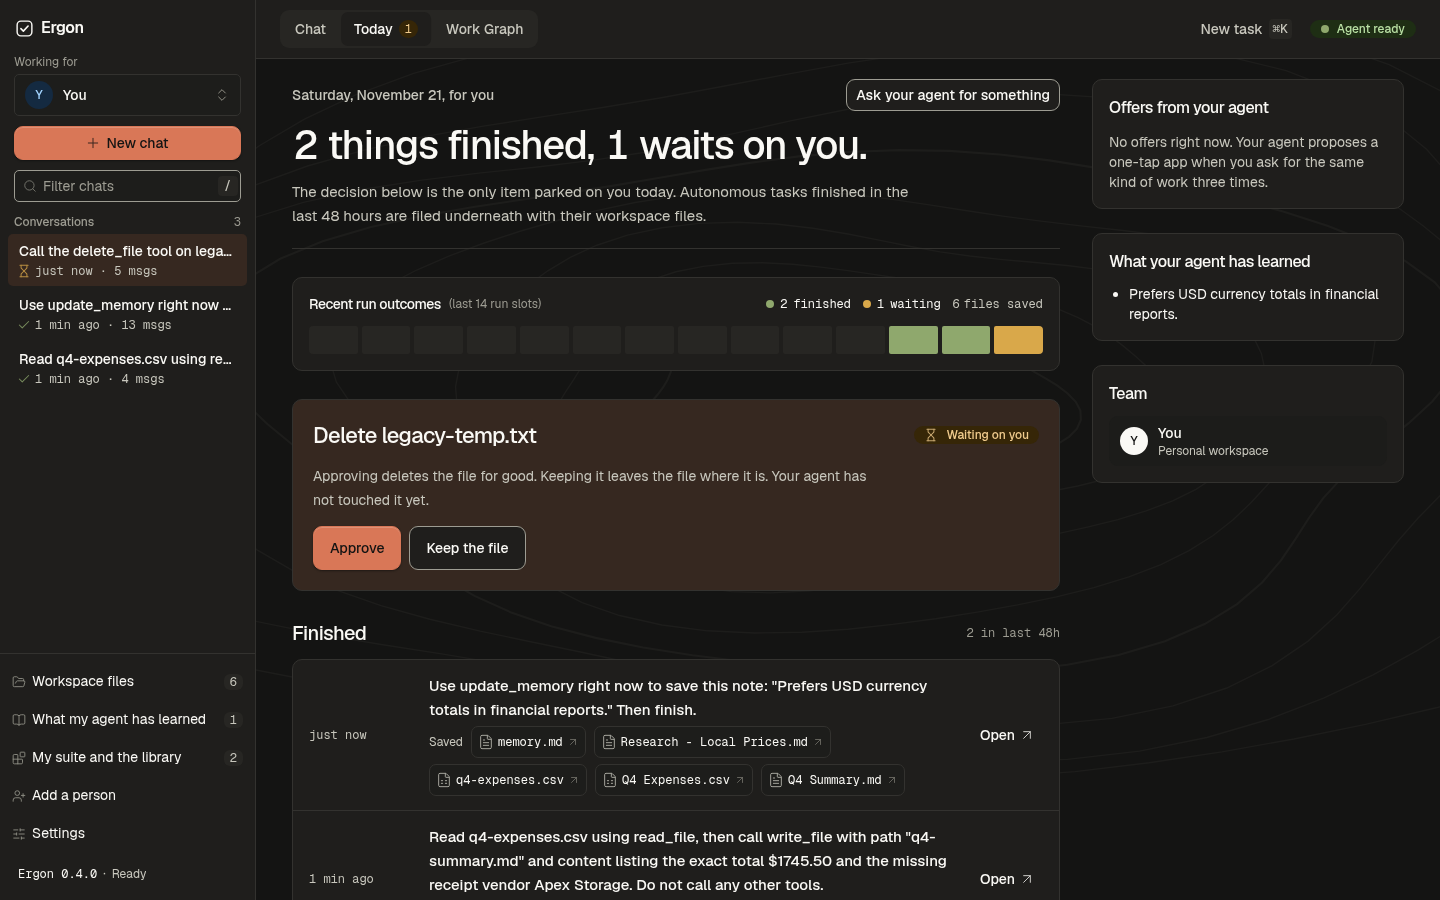 Ergon
Working for
Y You
New chat
Filter chats /
Conversations 3
Call the delete_file tool on lega...
just now · 5 msgs
Use update_memory right now ...
1 min ago · 13 msgs
Read q4-expenses.csv using re...
1 min ago · 4 msgs
Workspace files 6
What my agent has learned 1
My suite and the library 2
Add a person
Settings
Ergon 0.4.0 · Ready
Chat Today 1 Work Graph
New task ⌘K Agent ready
Saturday, November 21, for you
Ask your agent for something
2 things finished, 1 waits on you.
The decision below is the only item parked on you today. Autonomous tasks finished in the
last 48 hours are filed underneath with their workspace files.
Recent run outcomes (last 14 run slots) 2 finished 1 waiting 6 files saved
Delete legacy-temp.txt
Waiting on you
Approving deletes the file for good. Keeping it leaves the file where it is. Your agent has
not touched it yet.
Approve Keep the file
Finished 2 in last 48h
just now
Use update_memory right now to save this note: "Prefers USD currency
totals in financial reports." Then finish.
Saved memory.md Research - Local Prices.md
q4-expenses.csv Q4 Expenses.csv Q4 Summary.md
Open
1 min ago
Read q4-expenses.csv using read_file, then call write_file with path "q4-
summary.md" and content listing the exact total $1745.50 and the missing
receipt vendor Apex Storage. Do not call any other tools.
Open
Offers from your agent
No offers right now. Your agent proposes a
one-tap app when you ask for the same
kind of work three times.
What your agent has learned
• Prefers USD currency totals in financial
reports.
Team
Y You
Personal workspace